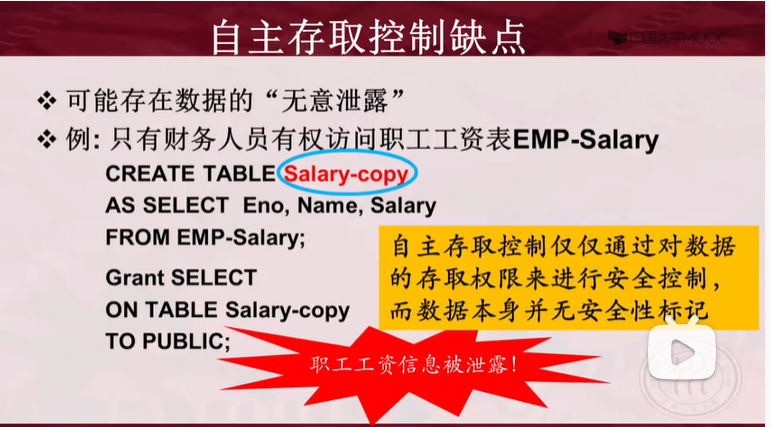 自主存取控制缺点
中国大学MOOC
❖ 可能存在数据的“无意泄露”
❖ 例: 只有财务人员有权访问职工工资表EMP-Salary
CREATE TABLE Salary-copy
AS SELECT Eno, Name, Salary
FROM EMP-Salary;
Grant SELECT
ON TABLE Salary-copy
TO PUBLIC;
自主存取控制仅仅通过对数据
的存取权限来进行安全控制，
而数据本身并无安全性标记
职工工资信息被泄露！